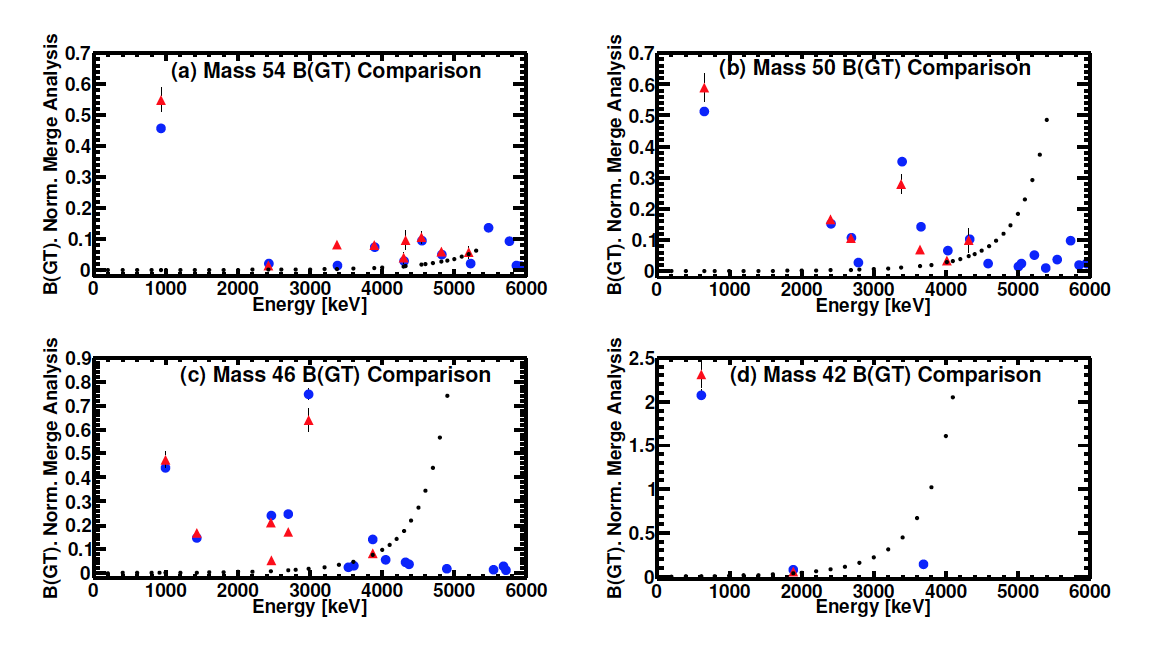 (a) Mass 54 B(GT) Comparison
B(GT). Norm. Merge Analysis
0.7
0.6
0.5
0.4
0.3
0.2
0.1
0
0 1000 2000 3000 4000 5000 6000
Energy [keV]
(b) Mass 50 B(GT) Comparison
B(GT). Norm. Merge Analysis
0.7
0.6
0.5
0.4
0.3
0.2
0.1
0
0 1000 2000 3000 4000 5000 6000
Energy [keV]
(c) Mass 46 B(GT) Comparison
B(GT). Norm. Merge Analysis
0.9
0.8
0.7
0.6
0.5
0.4
0.3
0.2
0.1
0
0 1000 2000 3000 4000 5000 6000
Energy [keV]
(d) Mass 42 B(GT) Comparison
B(GT). Norm. Merge Analysis
2.5
2
1.5
1
0.5
0
0 1000 2000 3000 4000 5000 6000
Energy [keV]